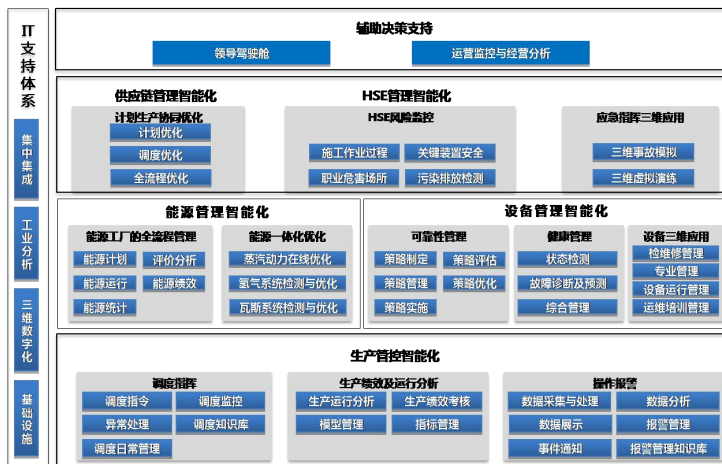 IT支持体系
集中集成
工业分析
三维数字化
基础设施
辅助决策支持
领导驾驶舱
运营监控与经营分析
供应链管理智能化
计划生产协同优化
计划优化
调度优化
全流程优化
HSE管理智能化
HSE风险监控
施工作业过程
关键装置安全
职业危害场所
污染排放检测
应急指挥三维应用
三维事故模拟
三维虚拟演练
能源管理智能化
能源工厂的全流程管理
能源计划
评价分析
能源运行
能源绩效
能源统计
能源一体化优化
蒸汽动力在线优化
氢气系统检测与优化
瓦斯系统检测与优化
设备管理智能化
可靠性管理
策略制定
策略评估
策略管理
策略优化
策略实施
健康管理
状态检测
故障诊断及预测
综合管理
设备三维应用
检维修管理
专业管理
设备运行管理
运维培训管理
生产管控智能化
调度指挥
调度指令
调度监控
异常处理
调度知识库
调度日常管理
生产绩效及运行分析
生产运行分析
生产绩效考核
模型管理
指标管理
操作报警
数据采集与处理
数据分析
数据展示
报警管理
事件通知
报警管理知识库